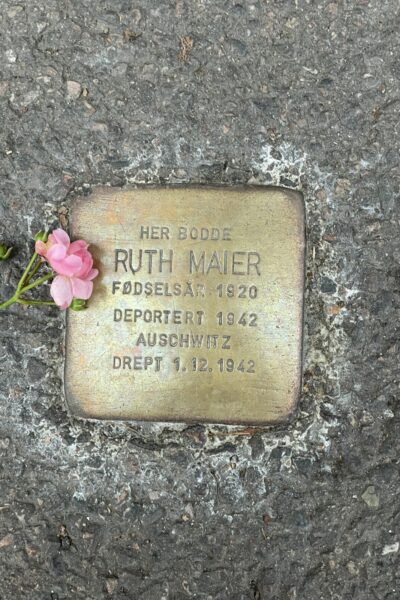 HER BODDE
RUTH MAIER
FØDSELSÅR 1920
DEPORTERT 1942
AUSCHWITZ
DREPT 1.12.1942